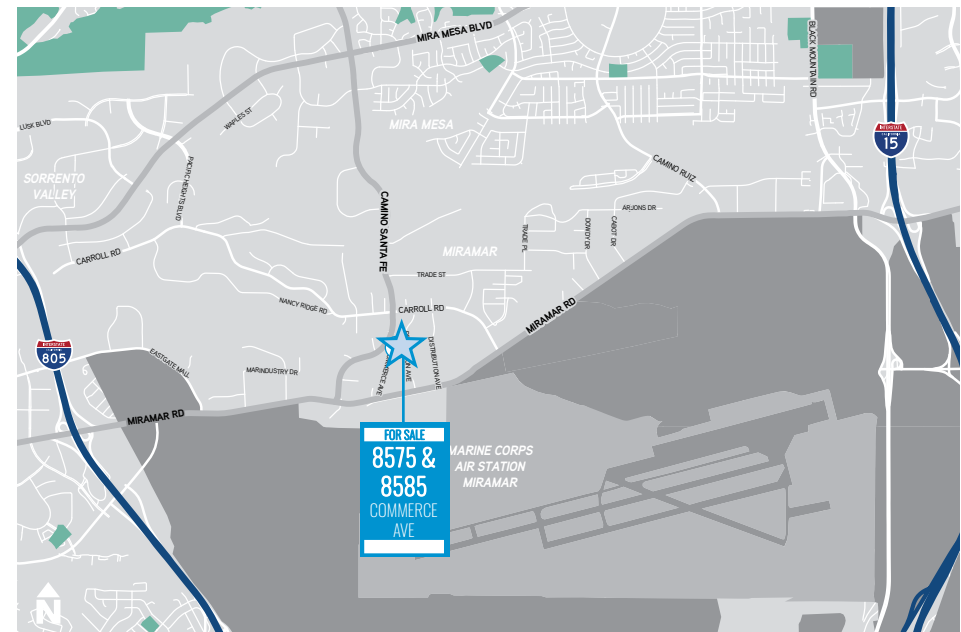 MIRA MESA BLVD
BLACK MOUNTAIN RD
LUSK BLVD
WAPLES ST
MIRA MESA
INTERSTATE
CALIFORNIA
15
SORRENTO
VALLEY
PACIFIC HEIGHTS BLVD
CAMINO RUIZ
CAMINO SANTA FE
ARJONS DR
TRADE PL
DOWDY DR
CABOT DR
CARROLL RD
MIRAMAR
TRADE ST
NANCY RIDGE RD
CARROLL RD
MIRAMAR RD
INTERSTATE
CALIFORNIA
805
EASTGATE MALL
MARINDUSTRY DR
COMMERCE AVE
AVE
DISTRIBUTION AVE
MIRAMAR RD
FOR SALE
8575 &
8585
COMMERCE
AVE
MARINE CORPS
AIR STATION
MIRAMAR
N